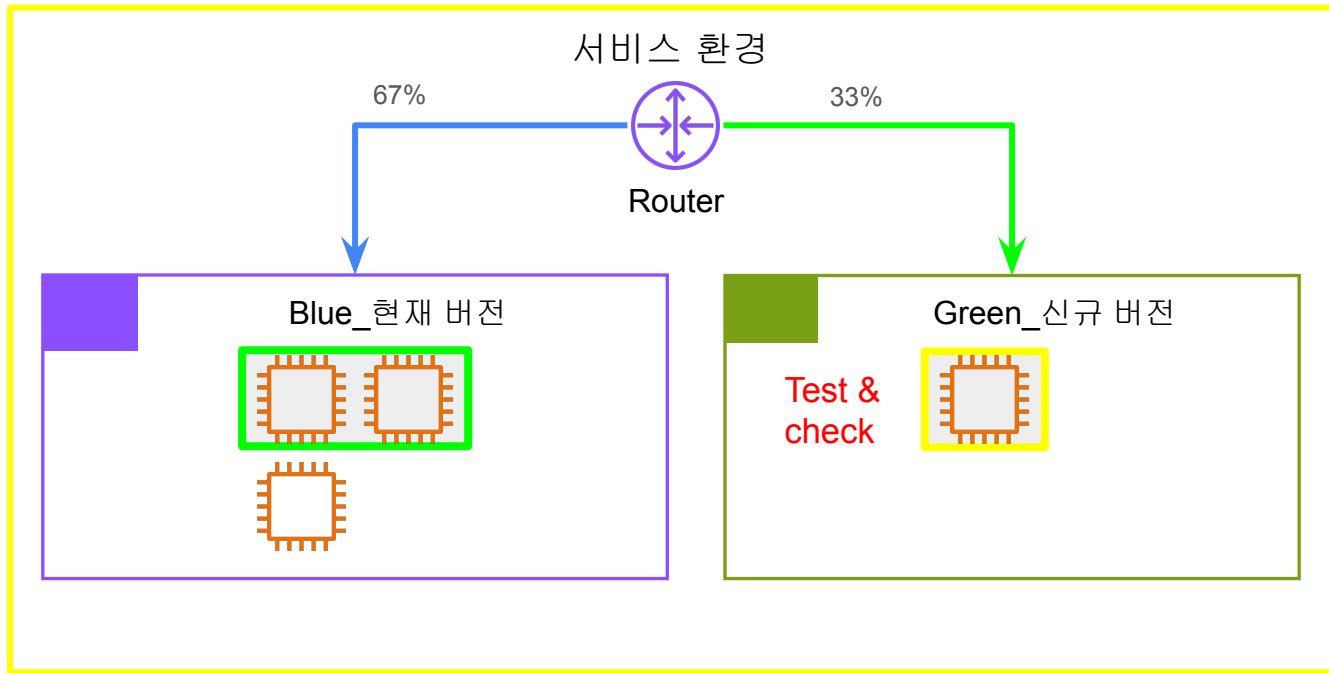 서비스 환경
67%
33%
Router
Blue_현재 버전
Green_신규 버전
Test &
check